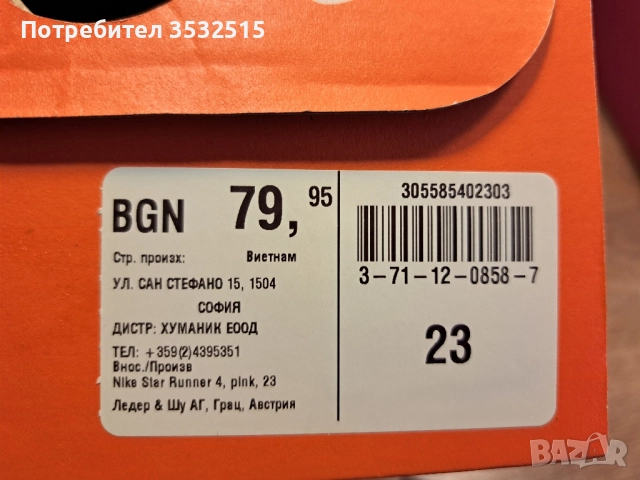 Потребител 3532515
BGN 79,95
Стр. произх: Виетнам
УЛ. САН СТЕФАНО 15, 1504
СОФИЯ
ДИСТР: ХУМАНИК ЕООД
ТЕЛ: +359(2)4395351
Внос./Произв
Nike Star Runner 4, pink, 23
Ледер & Шу АГ, Грац, Австрия
305585402303
3-71-12-0858-7
23
BAZAR